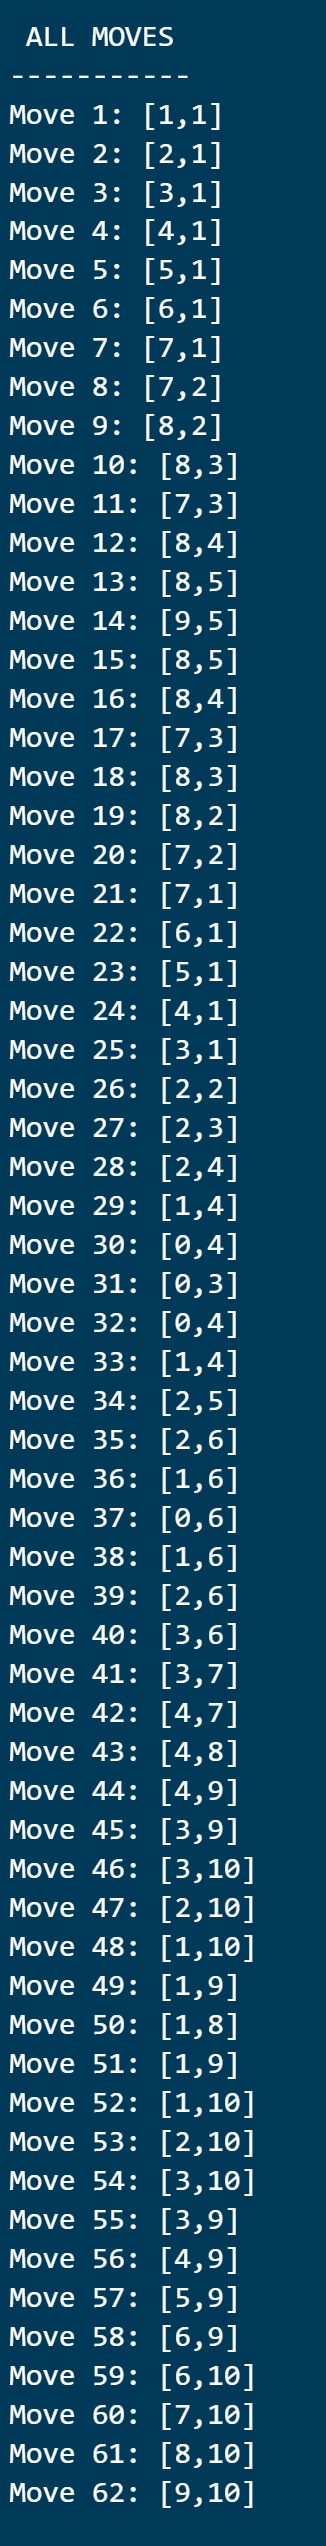 ALL MOVES
-----------
Move 1: [1,1]
Move 2: [2,1]
Move 3: [3,1]
Move 4: [4,1]
Move 5: [5,1]
Move 6: [6,1]
Move 7: [7,1]
Move 8: [7,2]
Move 9: [8,2]
Move 10: [8,3]
Move 11: [7,3]
Move 12: [8,4]
Move 13: [8,5]
Move 14: [9,5]
Move 15: [8,5]
Move 16: [8,4]
Move 17: [7,3]
Move 18: [8,3]
Move 19: [8,2]
Move 20: [7,2]
Move 21: [7,1]
Move 22: [6,1]
Move 23: [5,1]
Move 24: [4,1]
Move 25: [3,1]
Move 26: [2,2]
Move 27: [2,3]
Move 28: [2,4]
Move 29: [1,4]
Move 30: [0,4]
Move 31: [0,3]
Move 32: [0,4]
Move 33: [1,4]
Move 34: [2,5]
Move 35: [2,6]
Move 36: [1,6]
Move 37: [0,6]
Move 38: [1,6]
Move 39: [2,6]
Move 40: [3,6]
Move 41: [3,7]
Move 42: [4,7]
Move 43: [4,8]
Move 44: [4,9]
Move 45: [3,9]
Move 46: [3,10]
Move 47: [2,10]
Move 48: [1,10]
Move 49: [1,9]
Move 50: [1,8]
Move 51: [1,9]
Move 52: [1,10]
Move 53: [2,10]
Move 54: [3,10]
Move 55: [3,9]
Move 56: [4,9]
Move 57: [5,9]
Move 58: [6,9]
Move 59: [6,10]
Move 60: [7,10]
Move 61: [8,10]
Move 62: [9,10]